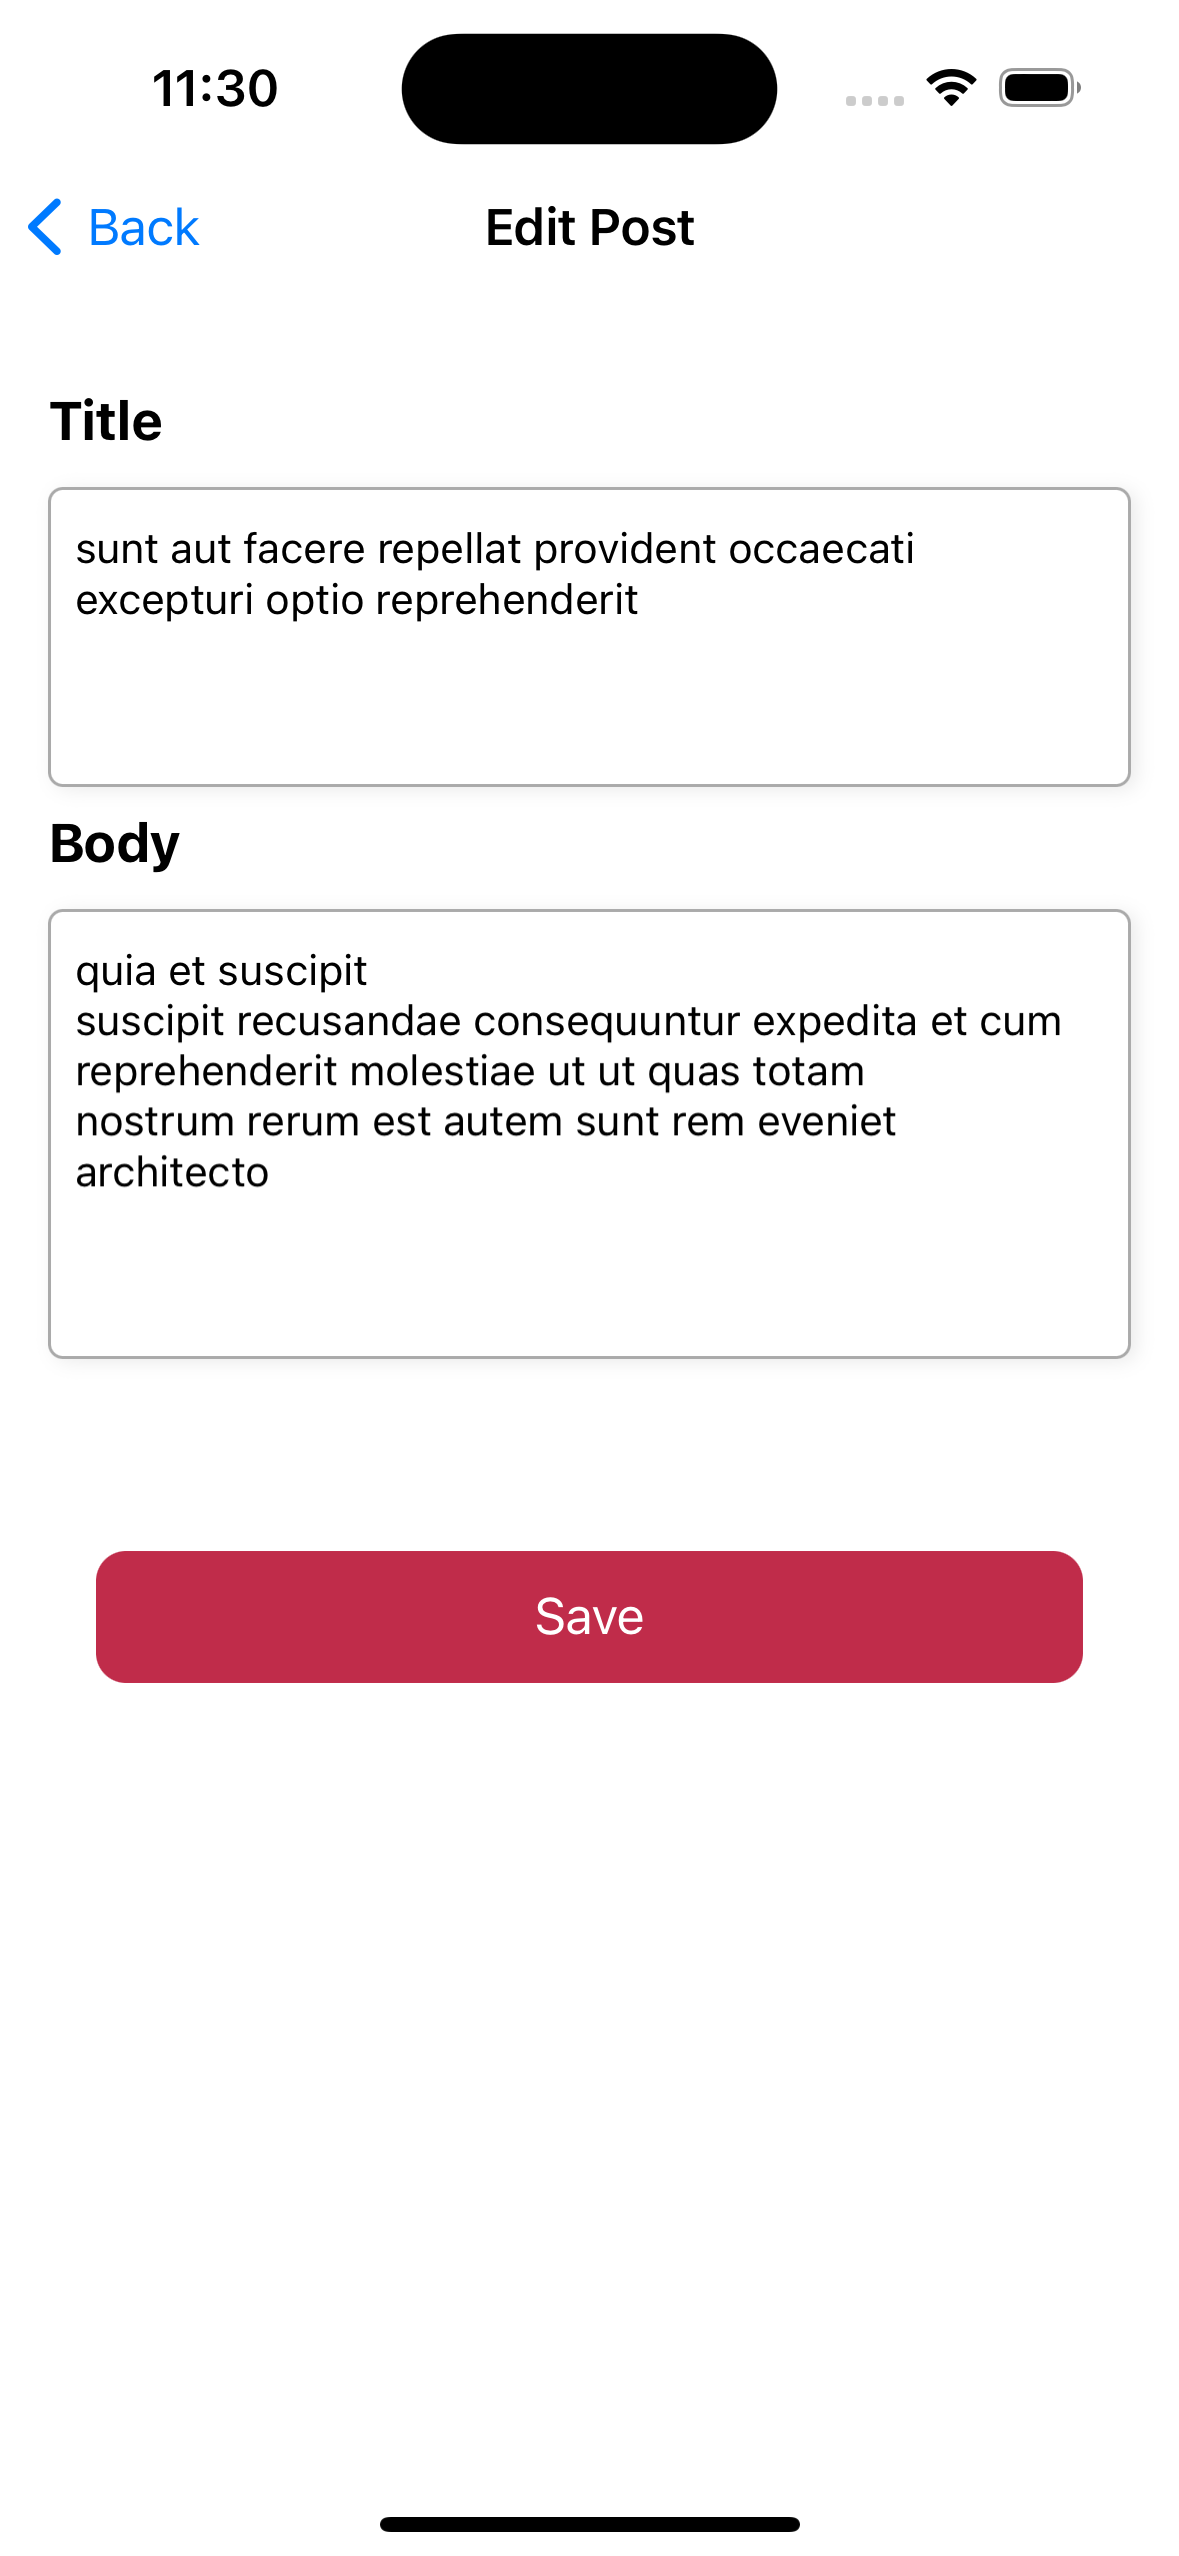 11:30
Back
Edit Post
Title
sunt aut facere repellat provident occaecati
excepturi optio reprehenderit
Body
quia et suscipit
suscipit recusandae consequuntur expedita et cum
reprehenderit molestiae ut ut quas totam
nostrum rerum est autem sunt rem eveniet
architecto
Save